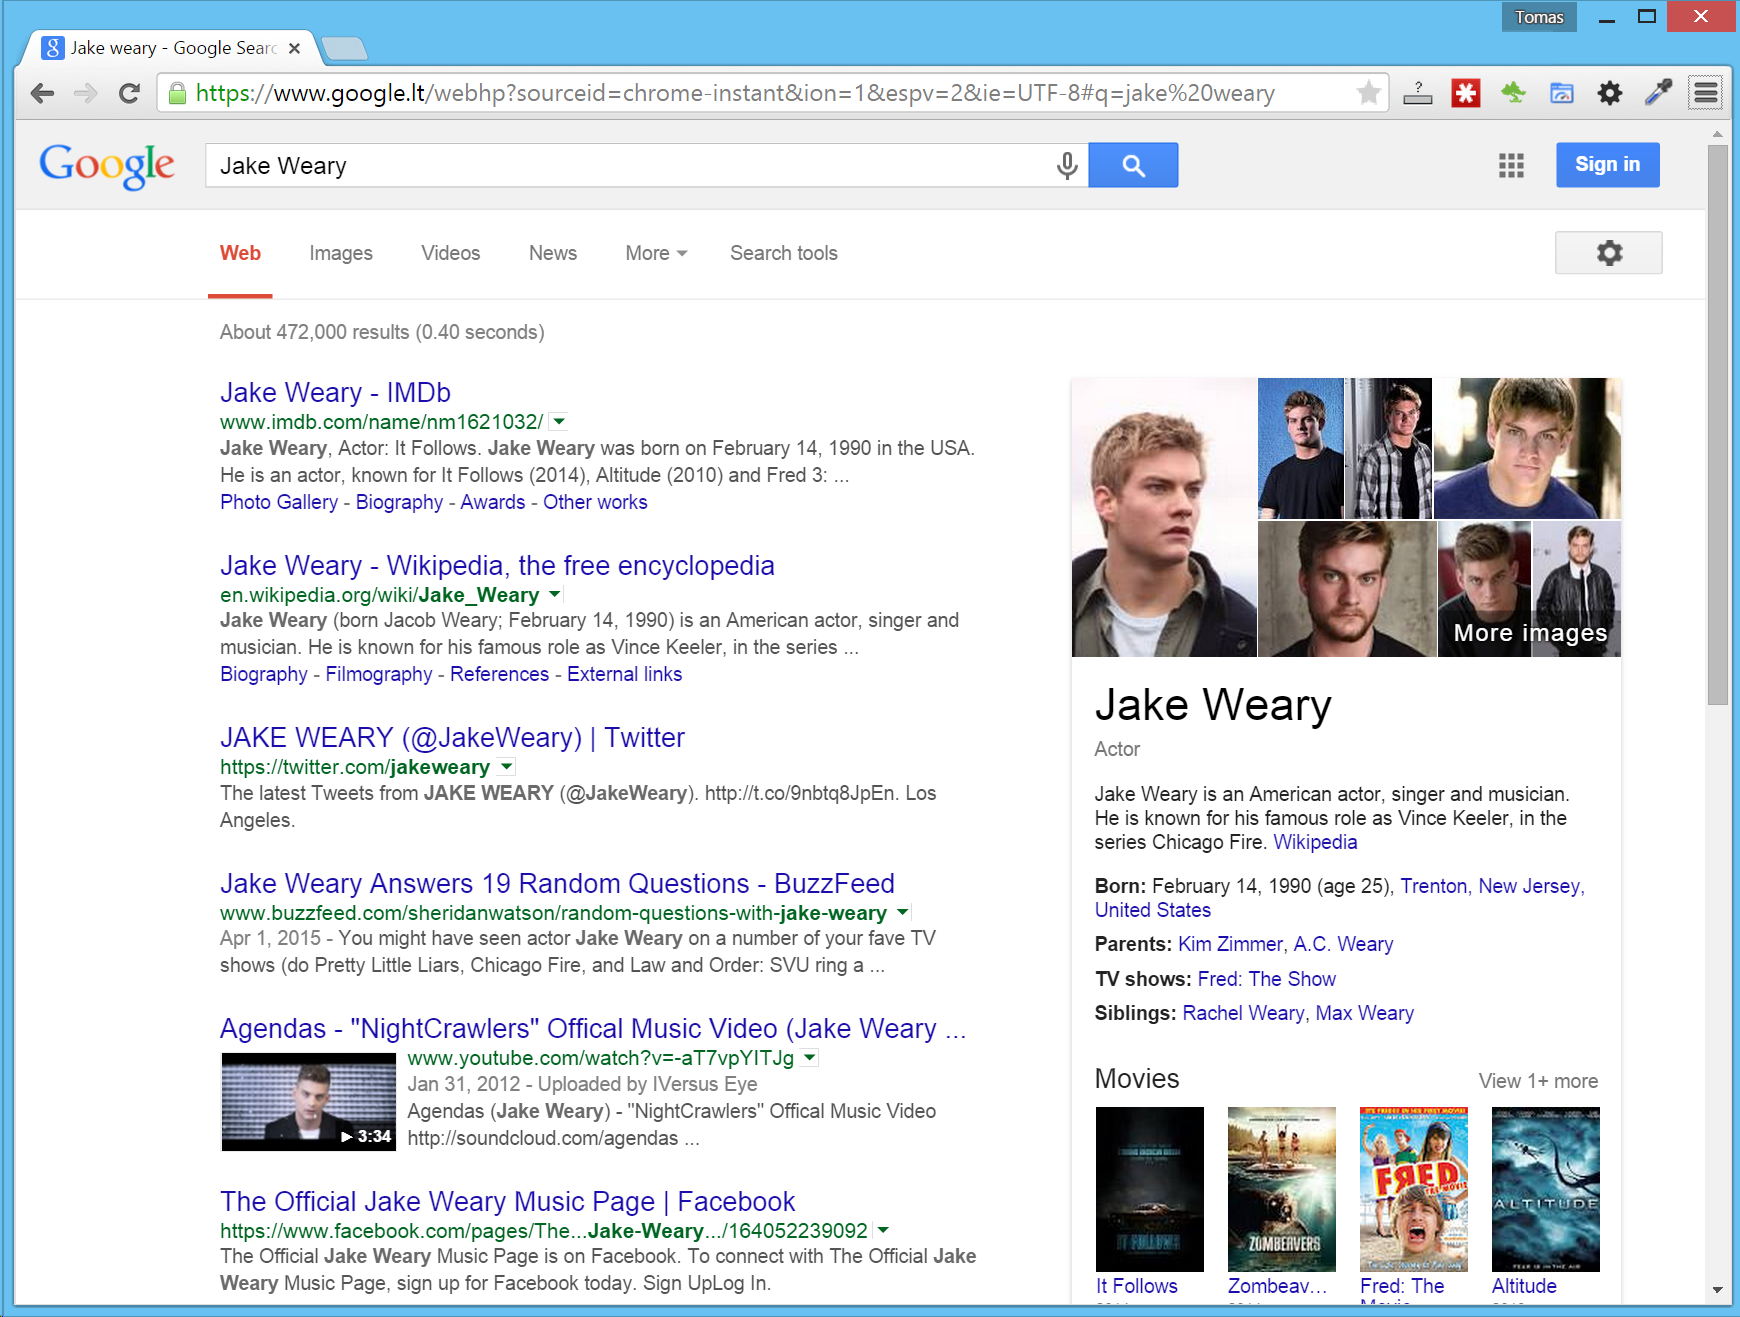 Tomas
Jake weary - Google Searc
https://www.google.lt/webhp?sourceid=chrome-instant&ion=1&espv=2&ie=UTF-8#q=jake%20weary
Google
Jake Weary
Sign in
Web
Images
Videos
News
More
Search tools
About 472,000 results (0.40 seconds)
Jake Weary - IMDb
www.imdb.com/name/nm1621032/
Jake Weary, Actor: It Follows. Jake Weary was born on February 14, 1990 in the USA.
He is an actor, known for It Follows (2014), Altitude (2010) and Fred 3: ...
Photo Gallery - Biography - Awards - Other works
Jake Weary - Wikipedia, the free encyclopedia
en.wikipedia.org/wiki/Jake_Weary
Jake Weary (born Jacob Weary; February 14, 1990) is an American actor, singer and
musician. He is known for his famous role as Vince Keeler, in the series ...
Biography - Filmography - References - External links
JAKE WEARY (@JakeWeary) | Twitter
https://twitter.com/jakeweary
The latest Tweets from JAKE WEARY (@JakeWeary). http://t.co/9nbtq8JpEn. Los
Angeles.
Jake Weary Answers 19 Random Questions - BuzzFeed
www.buzzfeed.com/sheridanwatson/random-questions-with-jake-weary
Apr 1, 2015 - You might have seen actor Jake Weary on a number of your fave TV
shows (do Pretty Little Liars, Chicago Fire, and Law and Order: SVU ring a ...
Agendas - "NightCrawlers" Offical Music Video (Jake Weary ...
www.youtube.com/watch?v=-aT7vpYITJg
Jan 31, 2012 - Uploaded by IVersus Eye
Agendas (Jake Weary) - "NightCrawlers" Offical Music Video
http://soundcloud.com/agendas ...
3:34
The Official Jake Weary Music Page | Facebook
https://www.facebook.com/pages/The...Jake-Weary.../164052239092
The Official Jake Weary Music Page is on Facebook. To connect with The Official Jake
Weary Music Page, sign up for Facebook today. Sign UpLog In.
More images
Jake Weary
Actor
Jake Weary is an American actor, singer and musician.
He is known for his famous role as Vince Keeler, in the
series Chicago Fire. Wikipedia
Born: February 14, 1990 (age 25), Trenton, New Jersey,
United States
Parents: Kim Zimmer, A.C. Weary
TV shows: Fred: The Show
Siblings: Rachel Weary, Max Weary
Movies
View 1+ more
IT FOLLOWS
ZOMBEAVERS
FRED
THE MOVIE
ALTITUDE
FEAR IS IN THE AIR
It Follows
Zombeav...
Fred: The
Movie
Altitude